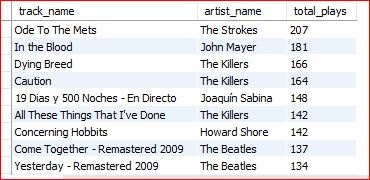 track_name artist_name total_plays
Ode To The Mets The Strokes 207
In the Blood John Mayer 181
Dying Breed The Killers 166
Caution The Killers 164
19 Dias y 500 Noches - En Directo Joaquín Sabina 148
All These Things That I've Done The Killers 142
Concerning Hobbits Howard Shore 142
Come Together - Remastered 2009 The Beatles 137
Yesterday - Remastered 2009 The Beatles 134